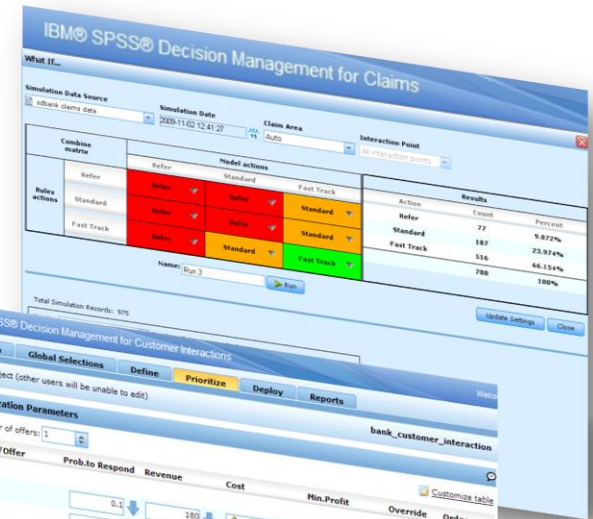 IBM® SPSS® Decision Management for Claims
What If...
Simulation Data Source
Simulation Date
Claim Area
Interaction Point
sdbank claims data
2009-11-02 12:41:27
15
Auto
All interaction points
Combine matrix
Model actions
Results
Refer Standard Fast Track
Action Count Percent
Rules actions
Refer Refer Refer Standard
Refer 77 9.872%
Standard Refer Refer Standard
Standard 187 23.974%
Fast Track Refer Standard Fast Track
Fast Track 516 66.154%
780 100%
Name: Run 3 Run
Update Settings Close
Total Simulation Records: 975
SPSS® Decision Management for Customer Interactions
Global Selections Define Prioritize Deploy Reports
(other users will be unable to edit)
bank_customer_interaction
Parameters
offers: 1
Customize table
Offer Prob.to Respond Revenue Cost Min.Profit Override
0.1 180